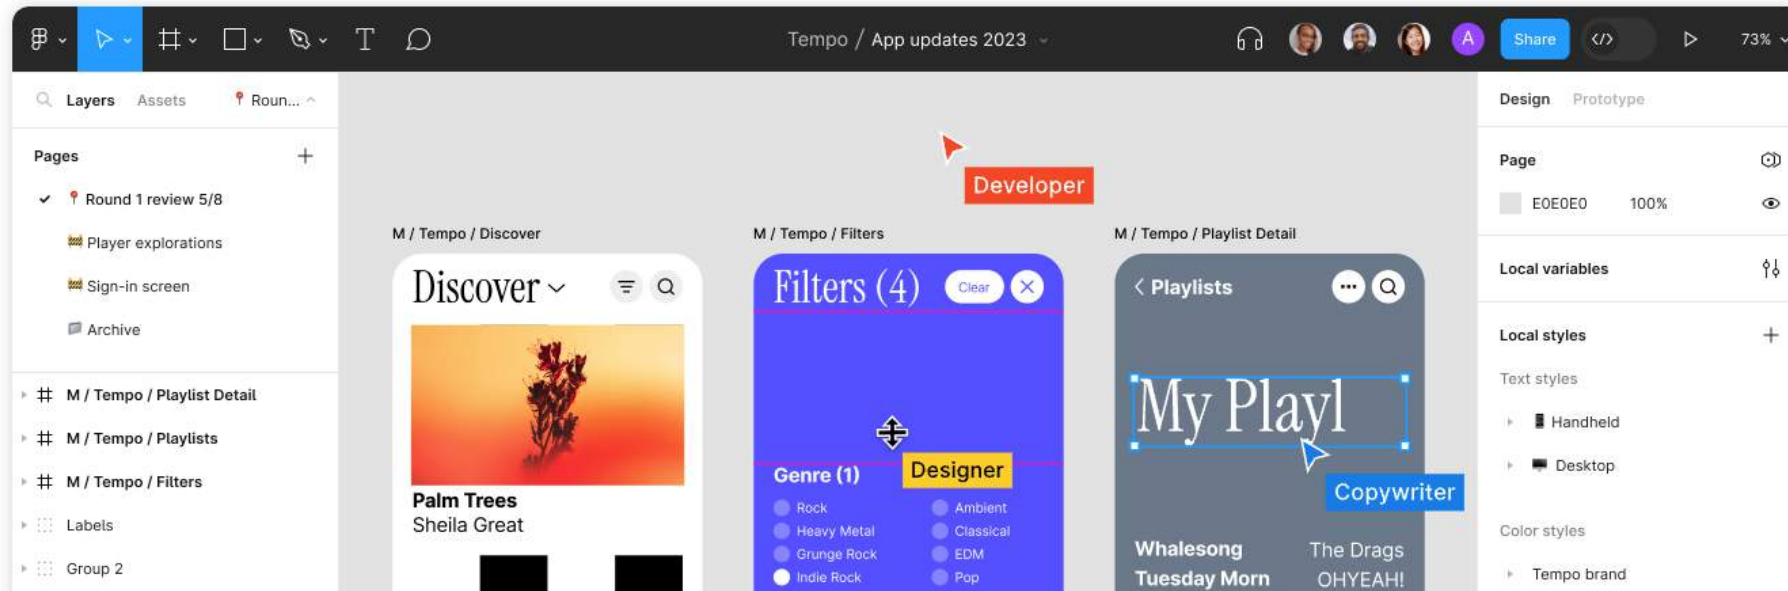 Tempo / App updates 2023
A
Share
</>
73%
Layers
Assets
Roun...
Pages
Round 1 review 5/8
Player explorations
Sign-in screen
Archive
M / Tempo / Playlist Detail
M / Tempo / Playlists
M / Tempo / Filters
Labels
Group 2
Developer
M / Tempo / Discover
Discover
Palm Trees
Sheila Great
M / Tempo / Filters
Filters (4)
Clear
Designer
Genre (1)
Rock
Ambient
Heavy Metal
Classical
Grunge Rock
EDM
Indie Rock
Pop
M / Tempo / Playlist Detail
Playlists
My Playl
Copywriter
Whalesong
The Drags
Tuesday Morn
OHYEAH!
Design
Prototype
Page
E0E0E0
100%
Local variables
Local styles
Text styles
Handheld
Desktop
Color styles
Tempo brand